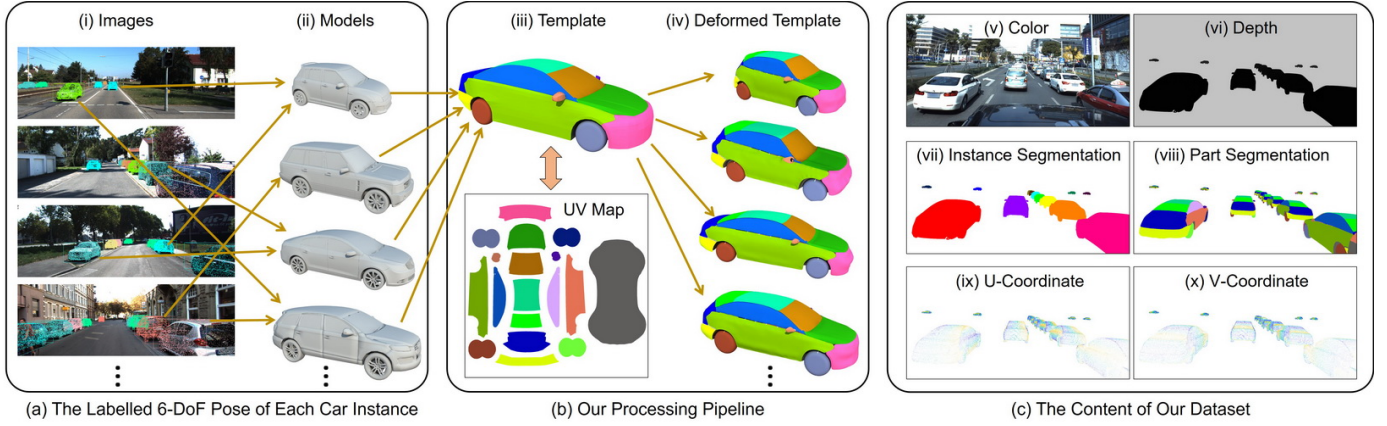 (i) Images
(ii) Models
(iii) Template
(iv) Deformed Template
UV Map
(v) Color
(vi) Depth
(vii) Instance Segmentation
(viii) Part Segmentation
(ix) U-Coordinate
(x) V-Coordinate
(a) The Labelled 6-DoF Pose of Each Car Instance
(b) Our Processing Pipeline
(c) The Content of Our Dataset